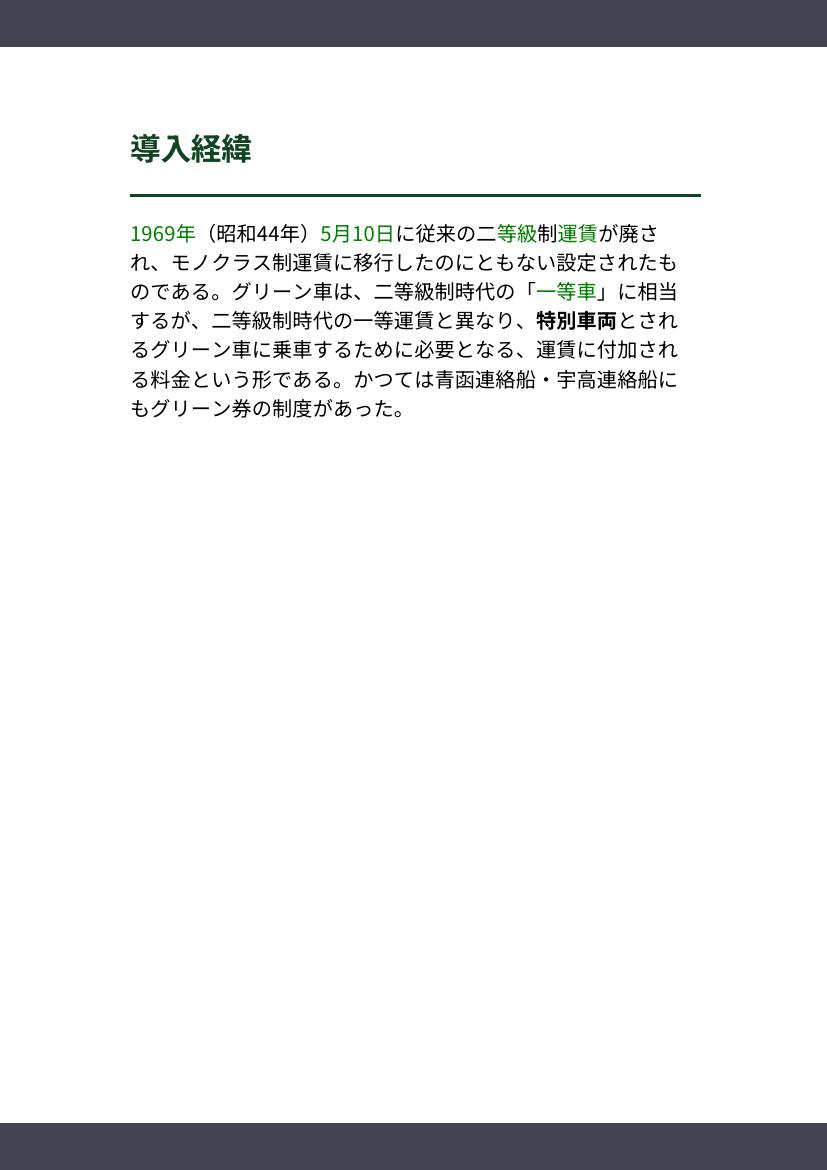 導入経緯
1969年（昭和44年）5月10日に従来の二等級制運賃が廃さ
れ、モノクラス制運賃に移行したのにともない設定されたも
のである。グリーン車は、二等級制時代の「一等車」に相当
するが、二等級制時代の一等運賃と異なり、特別車両とされ
るグリーン車に乗車するために必要となる、運賃に付加され
る料金という形である。かつては青函連絡船・宇高連絡船に
もグリーン券の制度があった。